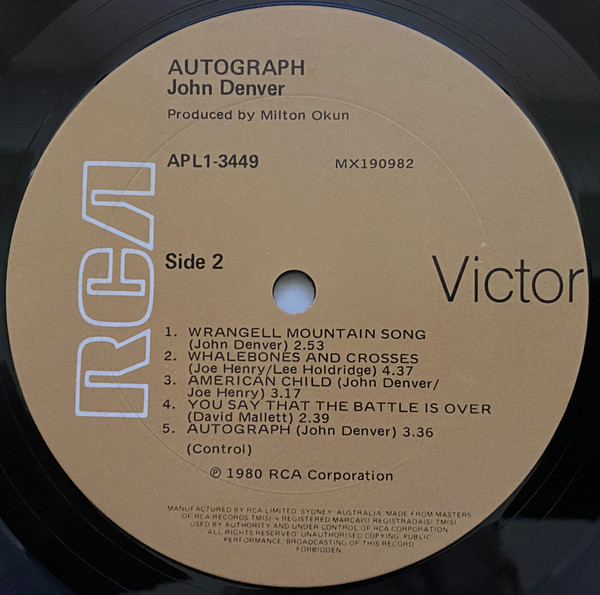 AUTOGRAPH
John Denver
Produced by Milton Okun
APL1-3449 MX190982
RCA
Side 2
Victor
1. WRANGELL MOUNTAIN SONG
(John Denver) 2.53
2. WHALEBONES AND CROSSES
(Joe Henry/Lee Holdridge) 4.37
3. AMERICAN CHILD (John Denver/
Joe Henry) 3.17
4. YOU SAY THAT THE BATTLE IS OVER
(David Mallett) 2.39
5. AUTOGRAPH (John Denver) 3.36
(Control)
℗ 1980 RCA Corporation
MANUFACTURED BY RCA LIMITED, SYDNEY, AUSTRALIA, MADE FROM MASTERS
OF RCA RECORDS TM(S) ® REGISTERED MARCA(S) REGISTRADA(S) TM(S)
USED BY AUTHORITY AND UNDER CONTROL OF RCA CORPORATION
ALL RIGHTS RESERVED. UNAUTHORISED COPYING, PUBLIC
PERFORMANCE, BROADCASTING OF THIS RECORD
FORBIDDEN